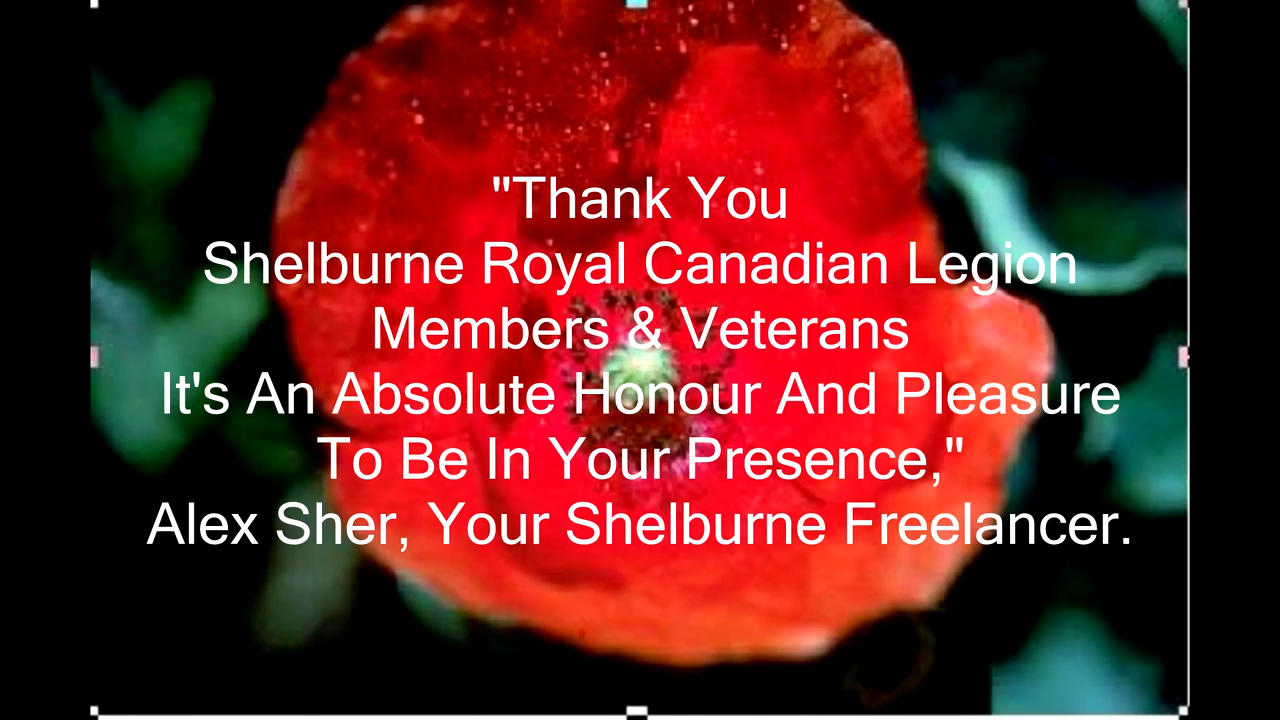 "Thank You
Shelburne Royal Canadian Legion
Members & Veterans
It's An Absolute Honour And Pleasure
To Be In Your Presence,"
Alex Sher, Your Shelburne Freelancer.